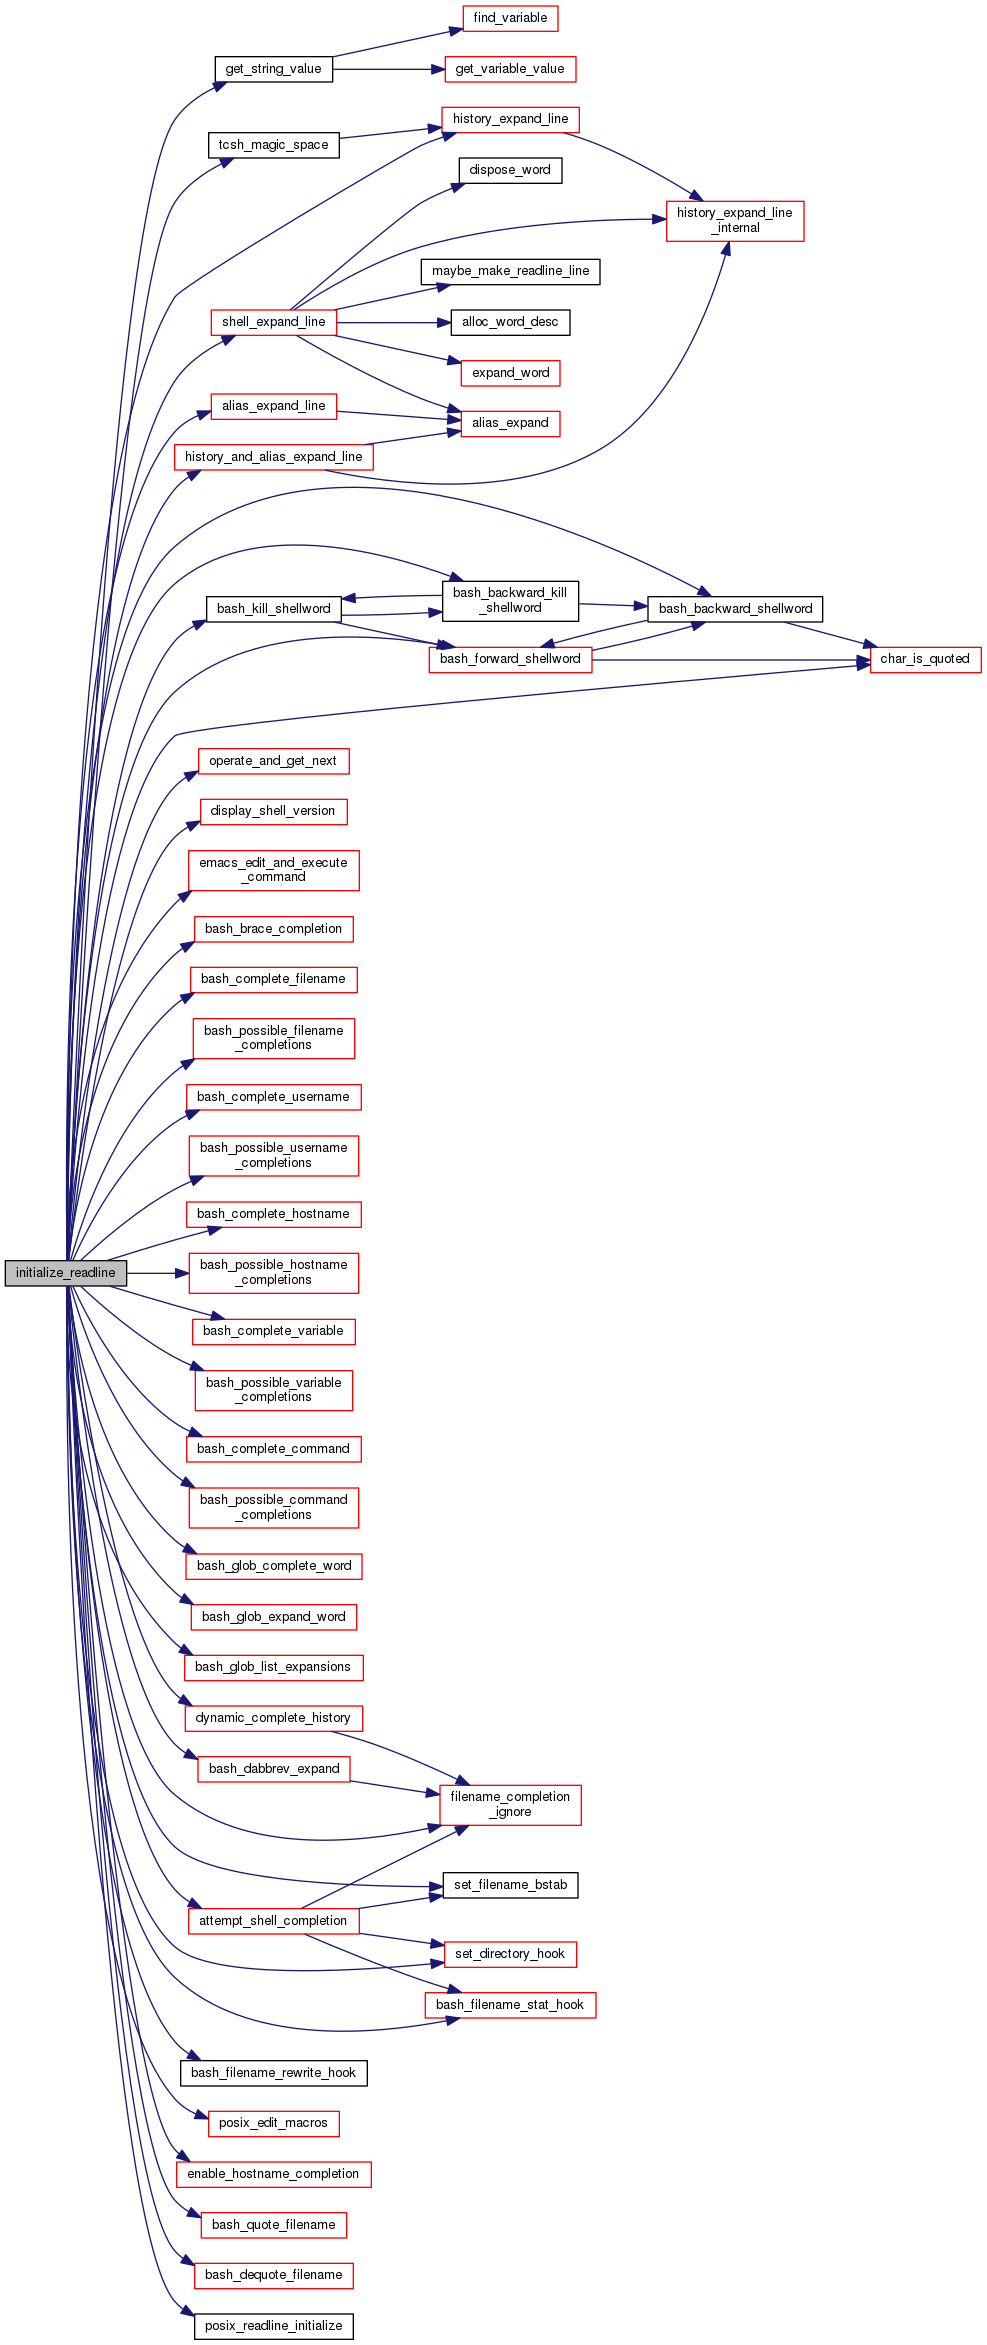 find_variable
get_string_value
get_variable_value
history_expand_line
tcsh_magic_space
dispose_word
history_expand_line
_internal
maybe_make_readline_line
shell_expand_line
alloc_word_desc
expand_word
alias_expand_line
alias_expand
history_and_alias_expand_line
bash_backward_kill
_shellword
bash_kill_shellword
bash_backward_shellword
bash_forward_shellword
char_is_quoted
operate_and_get_next
display_shell_version
emacs_edit_and_execute
_command
bash_brace_completion
bash_complete_filename
bash_possible_filename
_completions
bash_complete_username
bash_possible_username
_completions
bash_complete_hostname
initialize_readline
bash_possible_hostname
_completions
bash_complete_variable
bash_possible_variable
_completions
bash_complete_command
bash_possible_command
_completions
bash_glob_complete_word
bash_glob_expand_word
bash_glob_list_expansions
dynamic_complete_history
bash_dabbrev_expand
filename_completion
_ignore
set_filename_bstab
attempt_shell_completion
set_directory_hook
bash_filename_stat_hook
bash_filename_rewrite_hook
posix_edit_macros
enable_hostname_completion
bash_quote_filename
bash_dequote_filename
posix_readline_initialize